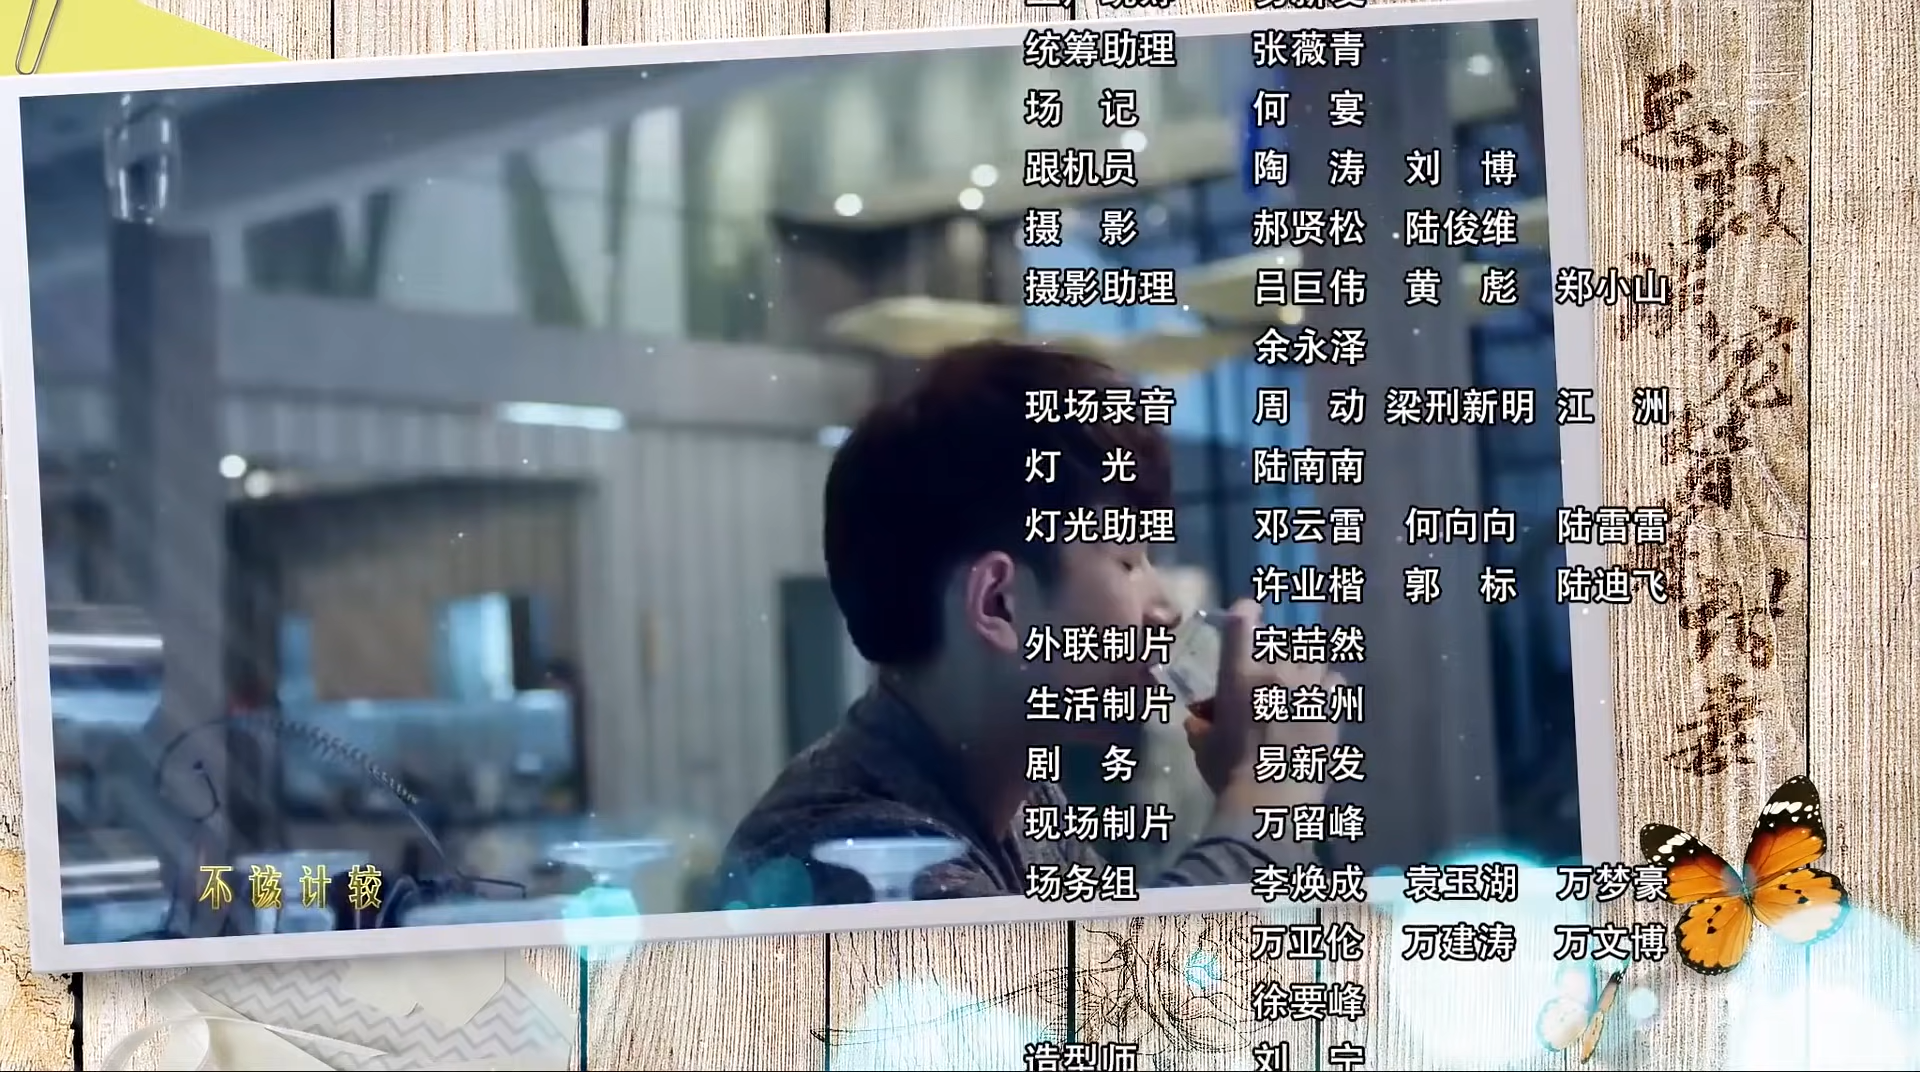 统筹助理 张薇青
场 记 何 宴
跟机员 陶 涛 刘 博
摄 影 郝贤松 陆俊维
摄影助理 吕巨伟 黄 彪 郑小山
余永泽
现场录音 周 动 梁刑新明 江 洲
灯 光 陆南南
灯光助理 邓云雷 何向向 陆雷雷
许业楷 郭 标 陆迪飞
外联制片 宋喆然
生活制片 魏益州
剧 务 易新发
现场制片 万留峰
场务组 李焕成 袁玉湖 万梦豪
万亚伦 万建涛 万文博
徐要峰
造型师 刘 宁
不该计较